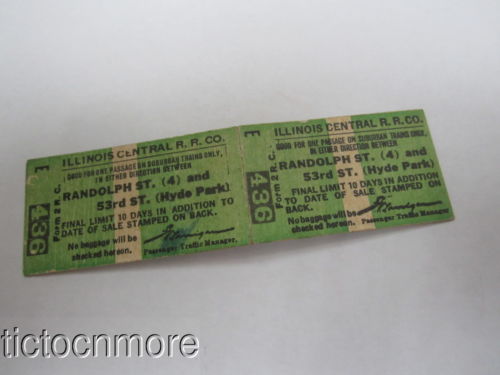 E
ILLINOIS CENTRAL R. R. CO.
GOOD FOR ONE PASSAGE ON SUBURBAN TRAINS ONLY,
IN EITHER DIRECTION BETWEEN
RANDOLPH ST. (4) and
53rd ST. (Hyde Park)
FINAL LIMIT 10 DAYS IN ADDITION TO
DATE OF SALE STAMPED ON BACK.
No baggage will be
checked hereon.
Passenger Traffic Manager.
Form 2 R. C.
436
E
ILLINOIS CENTRAL R. R. CO.
GOOD FOR ONE PASSAGE ON SUBURBAN TRAINS ONLY,
IN EITHER DIRECTION BETWEEN
RANDOLPH ST. (4) and
53rd ST. (Hyde Park)
FINAL LIMIT 10 DAYS IN ADDITION TO
DATE OF SALE STAMPED ON BACK.
No baggage will be
checked hereon.
Passenger Traffic Manager.
Form 2 R. C.
436
tictocnmore